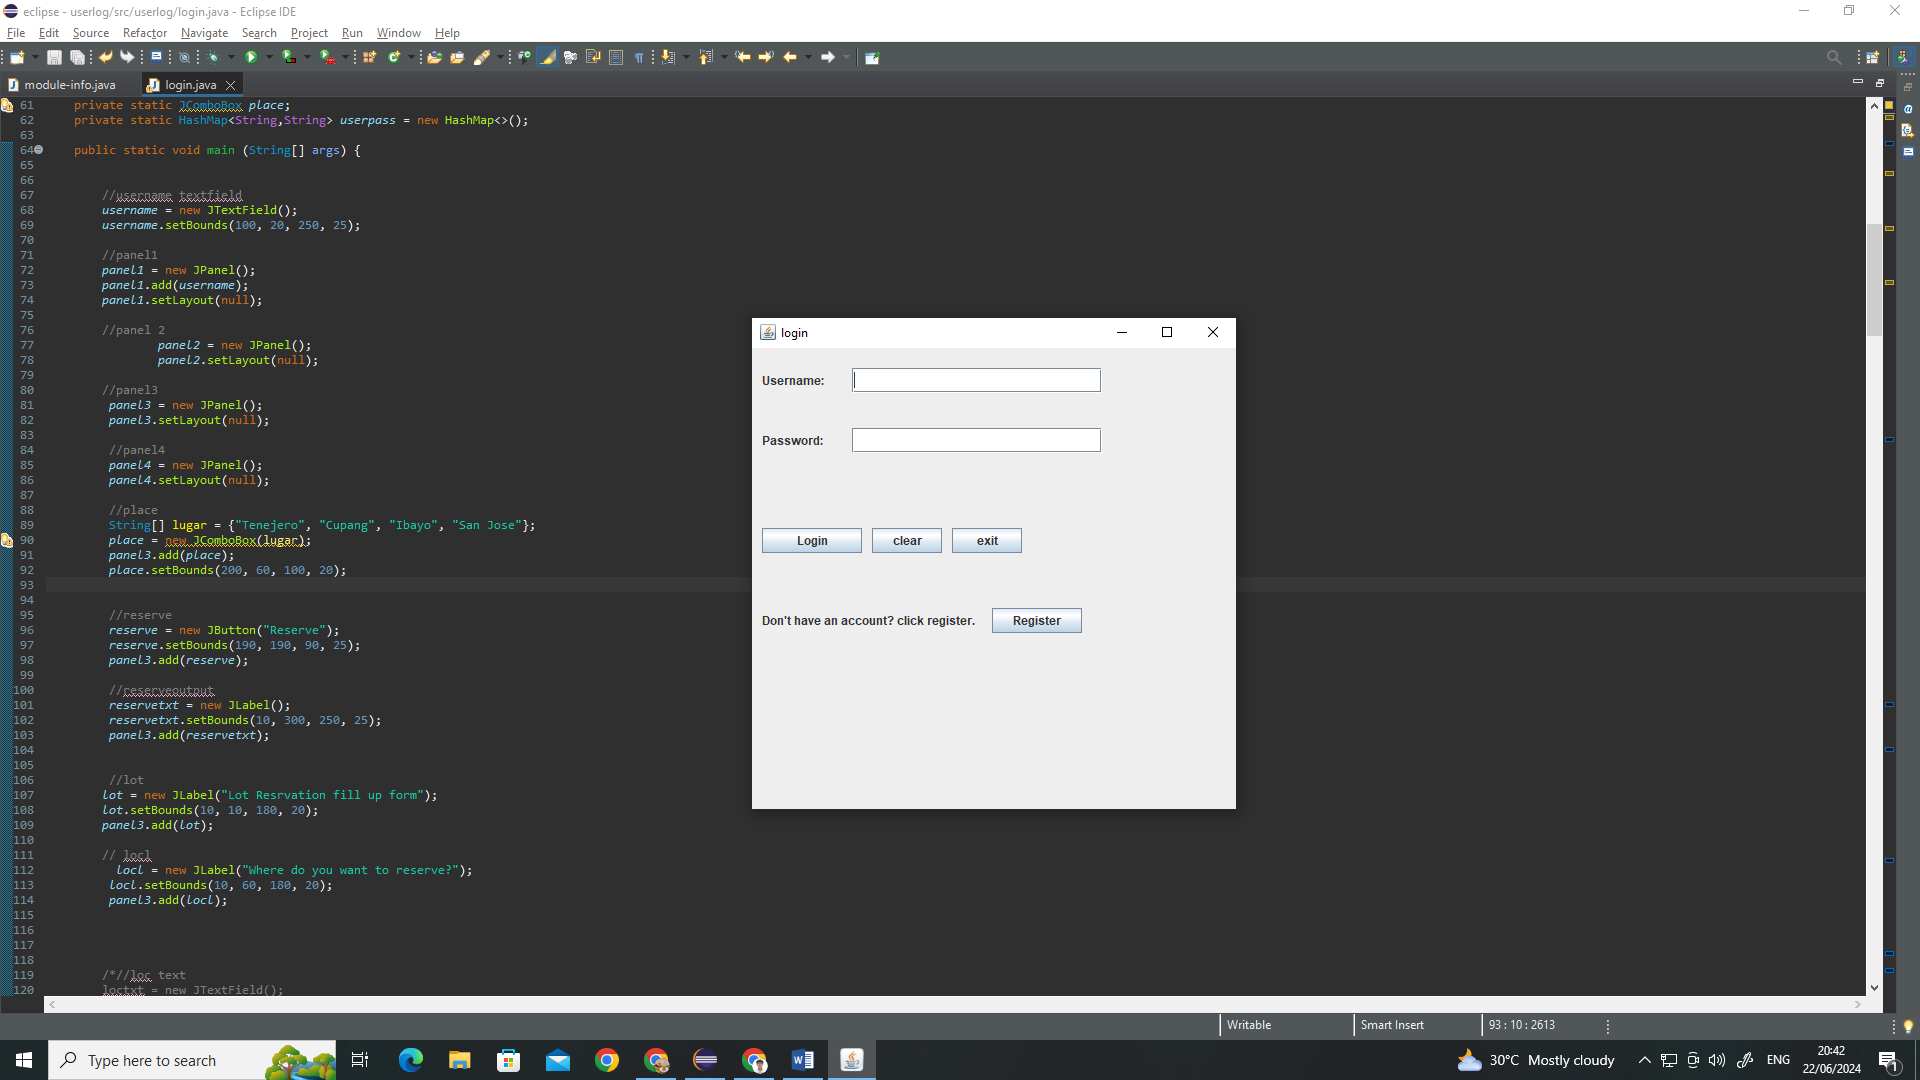 eclipse - userlog/src/userlog/login.java - Eclipse IDE
File Edit Source Refactor Navigate Search Project Run Window Help
module-info.java login.java
61 private static JComboBox place;
62 private static HashMap<String,String> userpass = new HashMap<>();
63
64 public static void main (String[] args) {
65
66
67 //username textfield
68 username = new JTextField();
69 username.setBounds(100, 20, 250, 25);
70
71 //panel1
72 panel1 = new JPanel();
73 panel1.add(username);
74 panel1.setLayout(null);
75
76 //panel 2
77 panel2 = new JPanel();
78 panel2.setLayout(null);
79
80 //panel3
81 panel3 = new JPanel();
82 panel3.setLayout(null);
83
84 //panel4
85 panel4 = new JPanel();
86 panel4.setLayout(null);
87
88 //place
89 String[] lugar = {"Tenejero", "Cupang", "Ibayo", "San Jose"};
90 place = new JComboBox(lugar);
91 panel3.add(place);
92 place.setBounds(200, 60, 100, 20);
93
94
95 //reserve
96 reserve = new JButton("Reserve");
97 reserve.setBounds(190, 190, 90, 25);
98 panel3.add(reserve);
99
100 //reserveoutput
101 reservetxt = new JLabel();
102 reservetxt.setBounds(10, 300, 250, 25);
103 panel3.add(reservetxt);
104
105
106 //lot
107 lot = new JLabel("Lot Resrvation fill up form");
108 lot.setBounds(10, 10, 180, 20);
109 panel3.add(lot);
110
111 // locl
112 locl = new JLabel("Where do you want to reserve?");
113 locl.setBounds(10, 60, 180, 20);
114 panel3.add(locl);
115
116
117
118
119 /*//loc text
120 loctxt = new JTextField();
login
Username:
Password:
Login clear exit
Don't have an account? click register. Register
Writable Smart Insert 93 : 10 : 2613
Type here to search
30°C Mostly cloudy ENG
20:42
22/06/2024
1